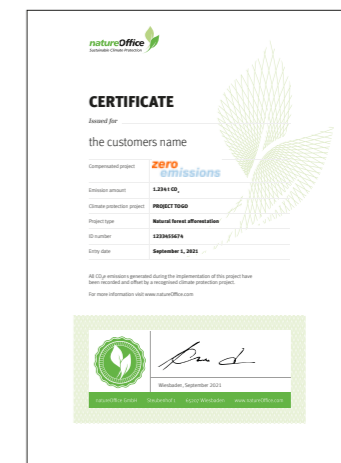 natureOffice
Sustainable Climate Protection
CERTIFICATE
Issued for
the customers name
Compensated project
zero
emissions
Emission amount 1.234 t CO₂
Climate protection project PROJECT TOGO
Project type Natural forest afforestation
ID number 1233455674
Entry date September 1, 2021
All CO₂e emissions generated during the implementation of this project have
been recorded and offset by a recognised climate protection project.
For more information visit www.natureOffice.com
Wiesbaden, September 2021
natureOffice GmbH 65207 Wiesbaden www.natureOffice.com